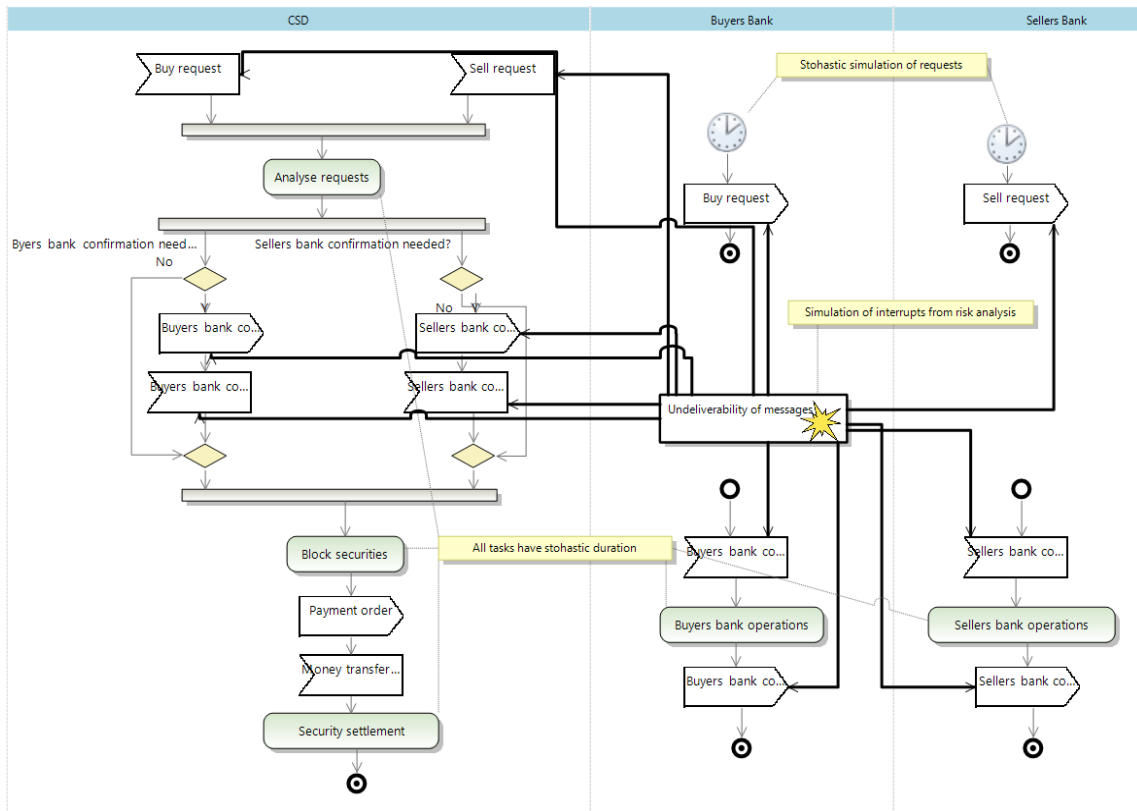 CSD
Buyers Bank
Sellers Bank
Buy request
Sell request
Stohastic simulation of requests
Analyse requests
Buy request
Sell request
Byers bank confirmation need...
Sellers bank confirmation needed?
No
No
Simulation of interrupts from risk analysis
Buyers bank co...
Sellers bank co...
Buyers bank co...
Sellers bank co...
Undeliverability of messages
Block securities
All tasks have stohastic duration
Buyers bank co...
Sellers bank co...
Payment order
Buyers bank operations
Sellers bank operations
Money transfer...
Buyers bank co...
Sellers bank co...
Security settlement